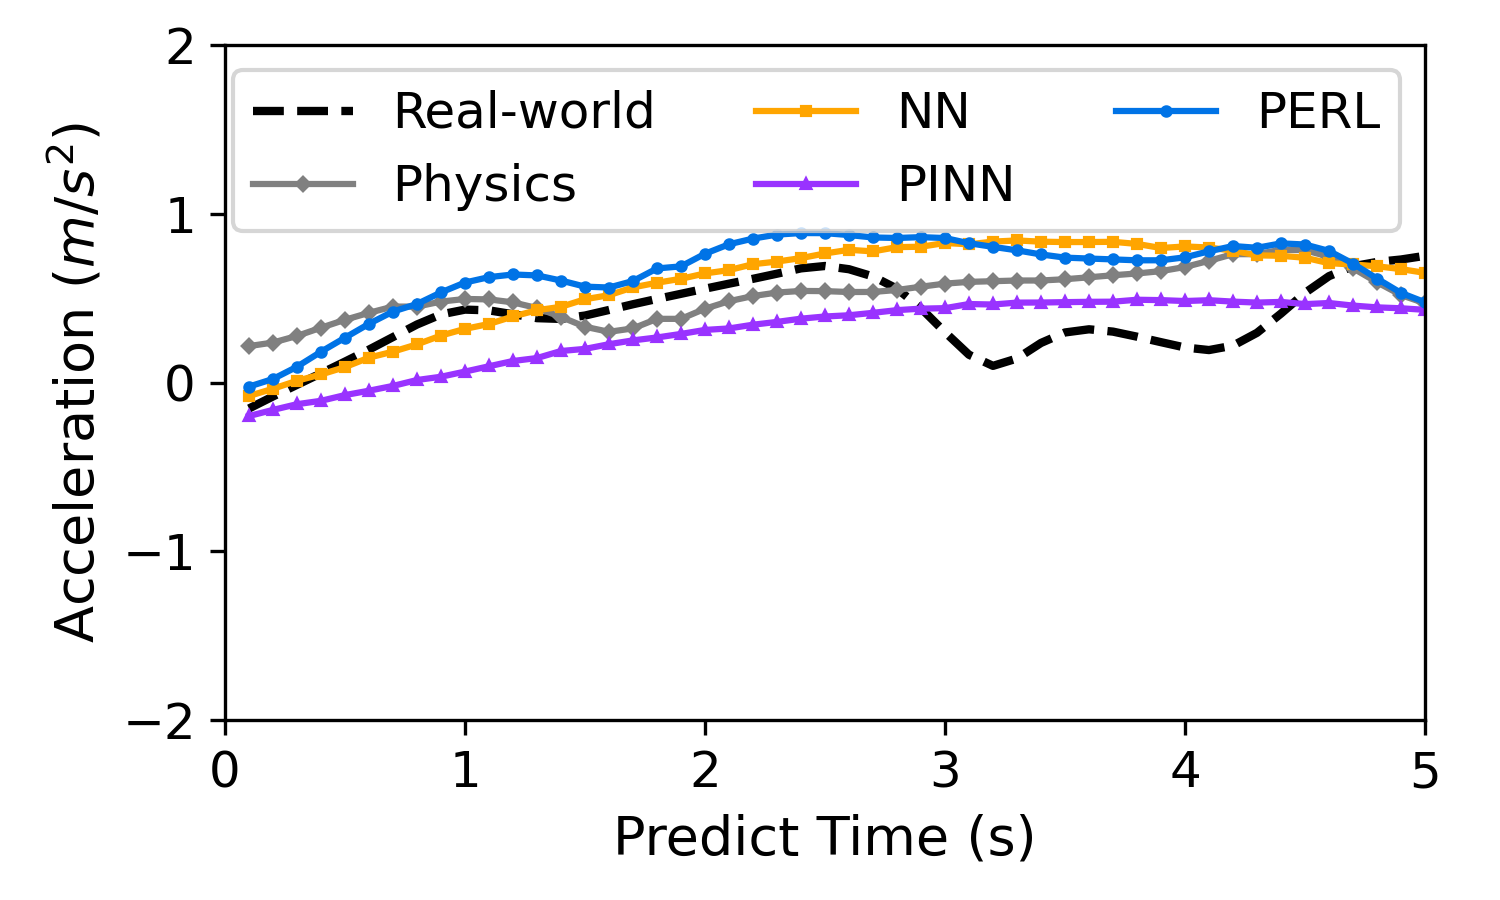 2
1
0
−1
−2
Acceleration (m/s²)
Real-world
Physics
NN
PINN
PERL
0 1 2 3 4 5
Predict Time (s)